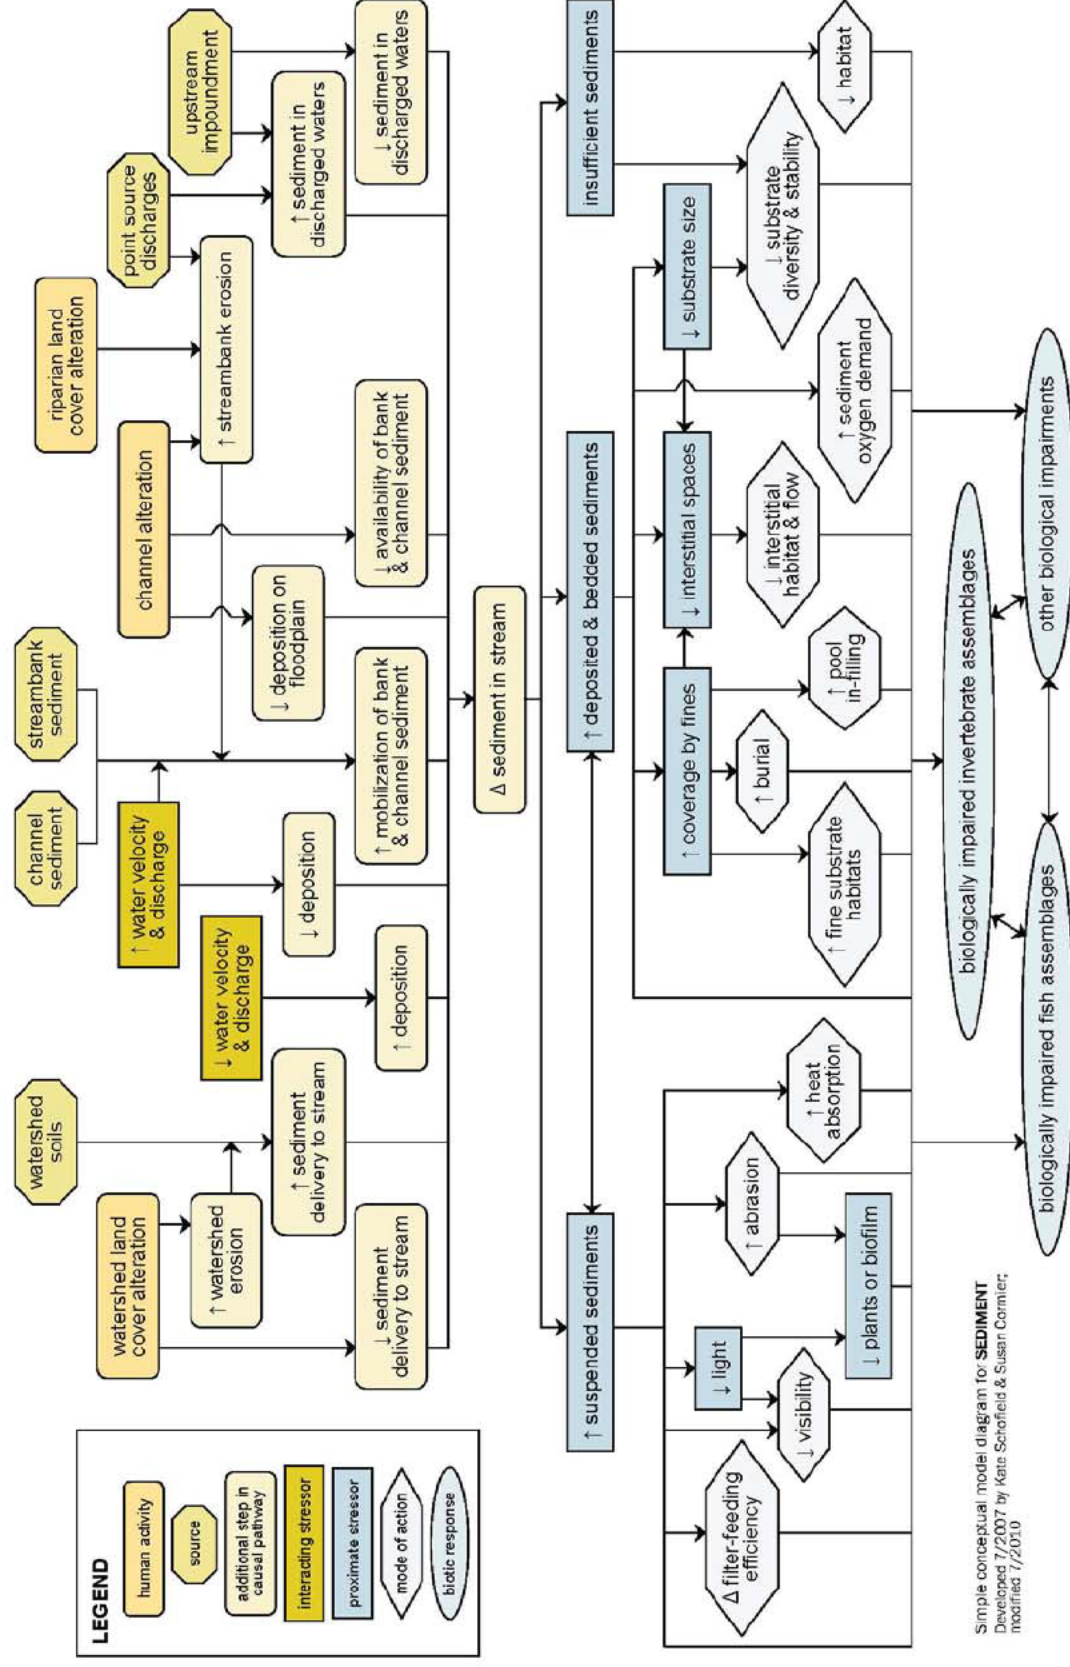 LEGEND
human activity
source
additional step in
causal pathway
interacting stressor
proximate stressor
mode of action
biotic response
watershed
soils
channel
sediment
streambank
sediment
riparian land
cover alteration
watershed land
cover alteration
↑ water velocity
& discharge
channel alteration
point source
discharges
upstream
impoundment
↑ watershed
erosion
↓ water velocity
& discharge
↑ streambank erosion
↑ sediment
delivery to stream
↓ deposition
↓ deposition on
floodplain
↑ sediment in
discharged waters
↓ sediment
delivery to stream
↑ deposition
↑ mobilization of bank
& channel sediment
↓ availability of bank
& channel sediment
↓ sediment in
discharged waters
Δ sediment in stream
↑ suspended sediments
↑ deposited & bedded sediments
insufficient sediments
↑ coverage by fines
↓ interstitial spaces
↓ substrate size
Δ filter-feeding
efficiency
↓ light
↑ abrasion
↑ burial
↓ visibility
↑ heat
absorption
↑ fine substrate
habitats
↑ pool
in-filling
↓ interstitial
habitat & flow
↓ substrate
diversity & stability
↓ plants or biofilm
↑ sediment
oxygen demand
↓ habitat
biologically impaired invertebrate assemblages
biologically impaired fish assemblages
other biological impairments
Simple conceptual model diagram for SEDIMENT
Developed 7/2007 by Kate Schofield & Susan Cormier;
modified 7/2010